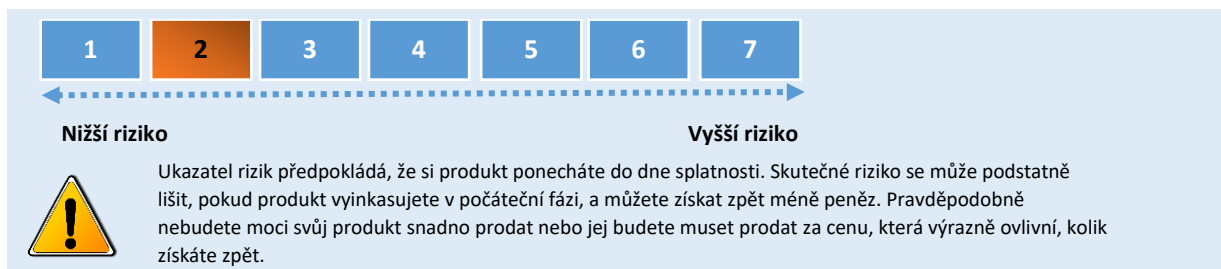 1 2 3 4 5 6 7
Nižší riziko Vyšší riziko
Ukazatel rizik předpokládá, že si produkt ponecháte do dne splatnosti. Skutečné riziko se může podstatně
lišit, pokud produkt vyinkasujete v počáteční fázi, a můžete získat zpět méně peněz. Pravděpodobně
nebudete moci svůj produkt snadno prodat nebo jej budete muset prodat za cenu, která výrazně ovlivní, kolik
získáte zpět.